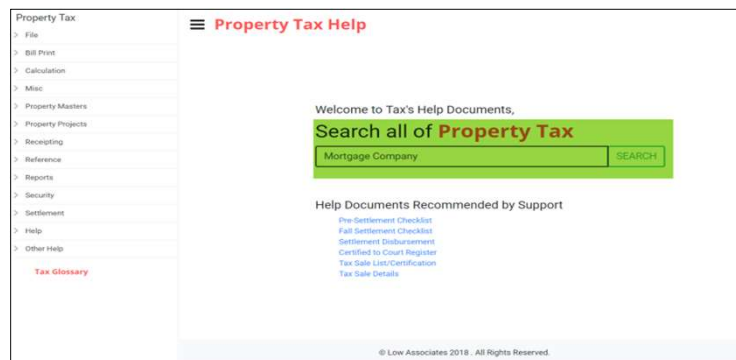 Property Tax
> File
> Bill Print
> Calculation
> Misc
> Property Masters
> Property Projects
> Receipting
> Reference
> Reports
> Security
> Settlement
> Help
> Other Help
Tax Glossary
Property Tax Help
Welcome to Tax's Help Documents,
Search all of Property Tax
Mortgage Company SEARCH
Help Documents Recommended by Support
Pre-Settlement Checklist
Fall Settlement Checklist
Settlement Disbursement
Certified to Court Register
Tax Sale List/Certification
Tax Sale Details
© Low Associates 2018 . All Rights Reserved.